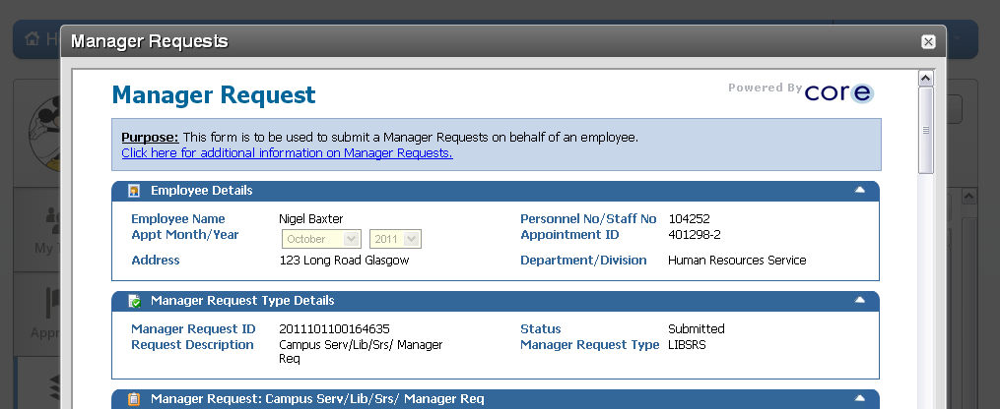 H
Manager Requests
Manager Request
Powered By core
Purpose: This form is to be used to submit a Manager Requests on behalf of an employee.
Click here for additional information on Manager Requests.
Employee Details
Employee Name Nigel Baxter Personnel No/Staff No 104252
Appt Month/Year October 2011 Appointment ID 401298-2
Address 123 Long Road Glasgow Department/Division Human Resources Service
My T
Manager Request Type Details
Manager Request ID 2011101100164635 Status Submitted
Appr
Request Description Campus Serv/Lib/Srs/ Manager Manager Request Type LIBSRS
Req
Manager Request: Campus Serv/Lib/Srs/ Manager Req